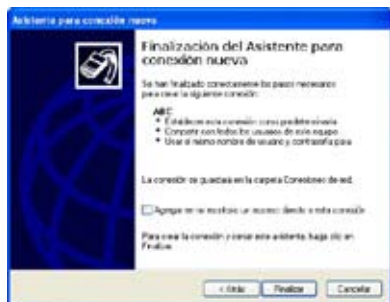 Asistente para conexión nueva
Finalización del Asistente para
conexión nueva
Se han finalizado correctamente los pasos necesarios
para crear la siguiente conexión:
ABC
• Establecer esta conexión como predeterminada
• Compartir con todos los usuarios de este equipo
• Usar el mismo nombre de usuario y contraseña para
La conexión se guardará en la carpeta Conexiones de red.
Agregar en mi escritorio un acceso directo a esta conexión
Para crear la conexión y cerrar este asistente, haga clic en
Finalizar.
< Atrás
Finalizar
Cancelar